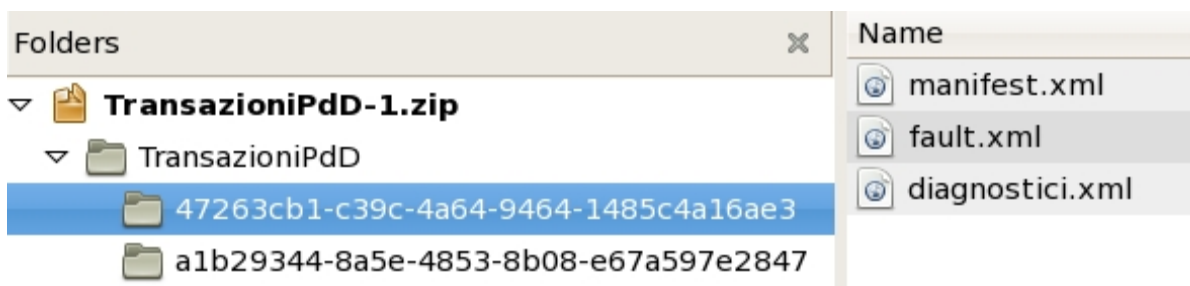 Folders
TransazioniPdD-1.zip
TransazioniPdD
47263cb1-c39c-4a64-9464-1485c4a16ae3
a1b29344-8a5e-4853-8b08-e67a597e2847
Name
manifest.xml
fault.xml
diagnostici.xml